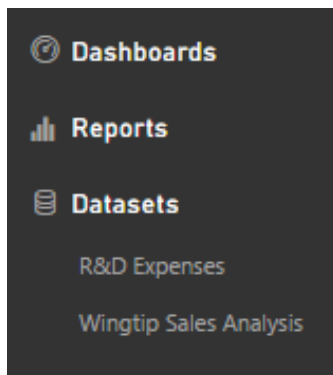 Dashboards
Reports
Datasets
R&D Expenses
Wingtip Sales Analysis